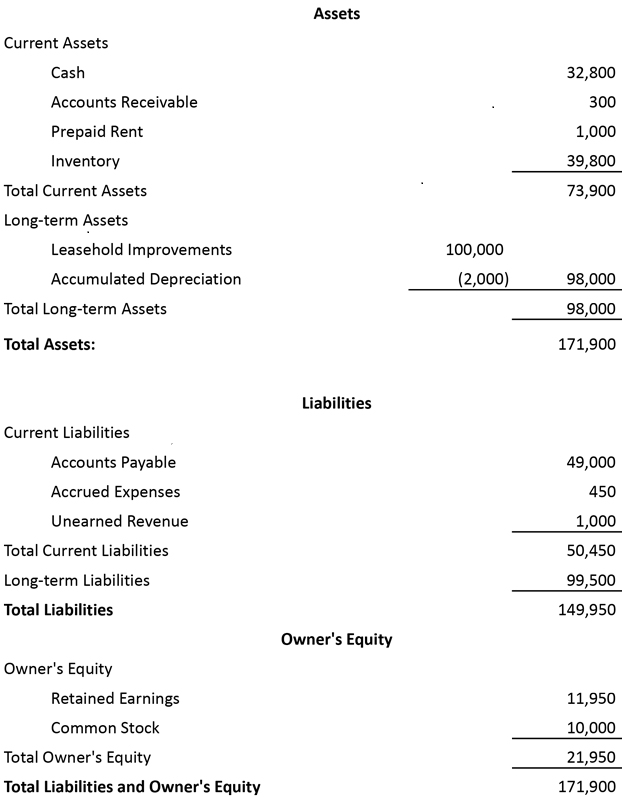 Assets
Current Assets
Cash 32,800
Accounts Receivable 300
Prepaid Rent 1,000
Inventory 39,800
Total Current Assets 73,900
Long-term Assets
Leasehold Improvements 100,000
Accumulated Depreciation (2,000) 98,000
Total Long-term Assets 98,000
Total Assets: 171,900
Liabilities
Current Liabilities
Accounts Payable 49,000
Accrued Expenses 450
Unearned Revenue 1,000
Total Current Liabilities 50,450
Long-term Liabilities 99,500
Total Liabilities 149,950
Owner's Equity
Owner's Equity
Retained Earnings 11,950
Common Stock 10,000
Total Owner's Equity 21,950
Total Liabilities and Owner's Equity 171,900